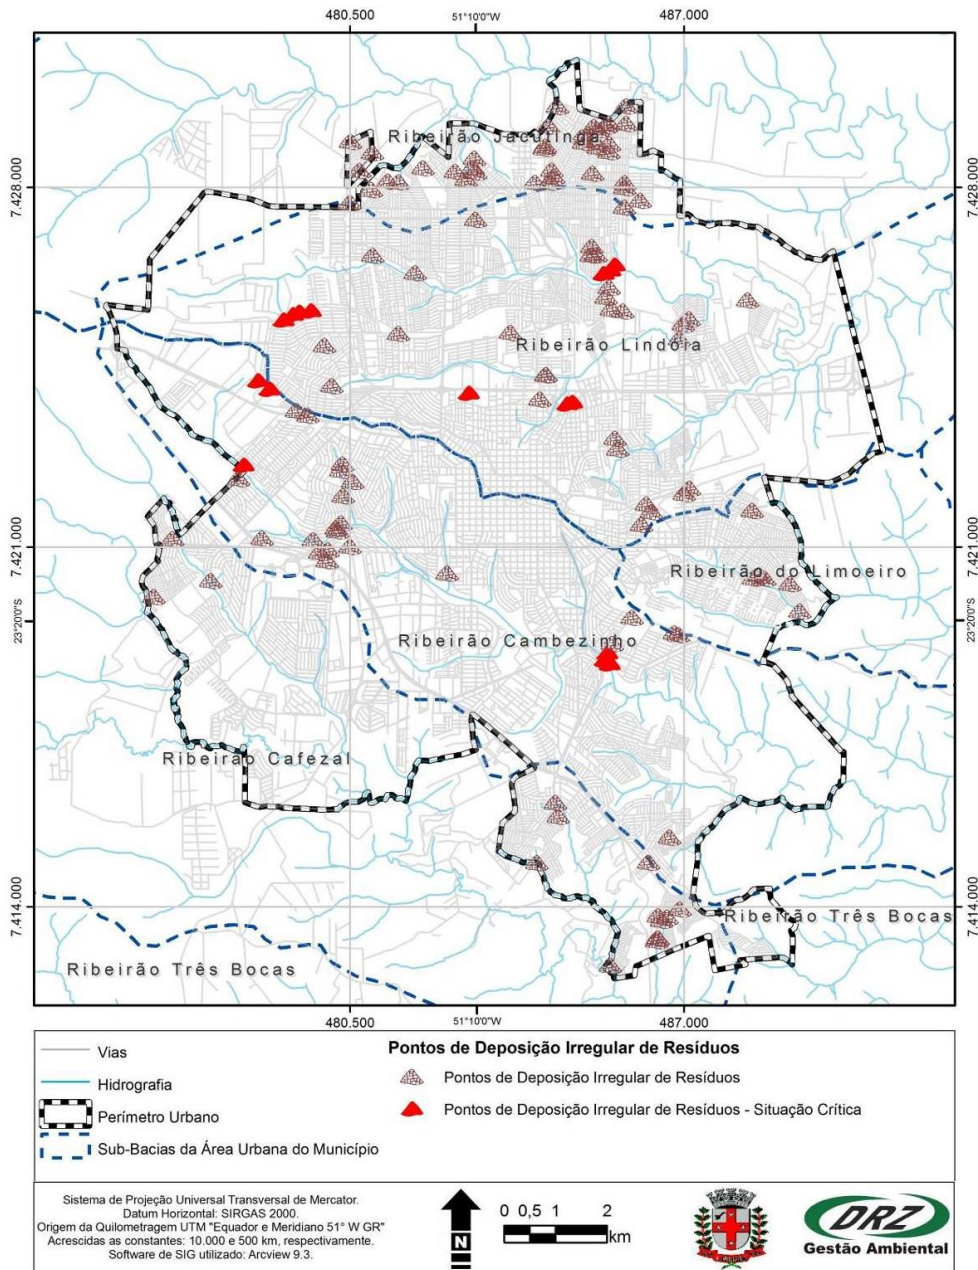 480.500
51°10'0"W
487.000
Ribeirão Jacutinga
7.428.000
7.428.000
Ribeirão Lindóia
7.421.000
7.421.000
Ribeirão do Limoeiro
23°20'0"S
23°20'0"S
Ribeirão Cambezinho
Ribeirão Cafezal
7.414.000
7.414.000
Ribeirão Três Bocas
Ribeirão Três Bocas
480.500
51°10'0"W
487.000
Vias
Hidrografia
Perímetro Urbano
Sub-Bacias da Área Urbana do Município
Pontos de Deposição Irregular de Resíduos
Pontos de Deposição Irregular de Resíduos
Pontos de Deposição Irregular de Resíduos - Situação Crítica
Sistema de Projeção Universal Transversal de Mercator.
Datum Horizontal: SIRGAS 2000.
Origem da Quilometragem UTM "Equador e Meridiano 51° W GR"
Acrescidas as constantes: 10.000 e 500 km, respectivamente.
Software de SIG utilizado: Arcview 9.3.
N
0 0,5 1 2
km
DRZ
Gestão Ambiental